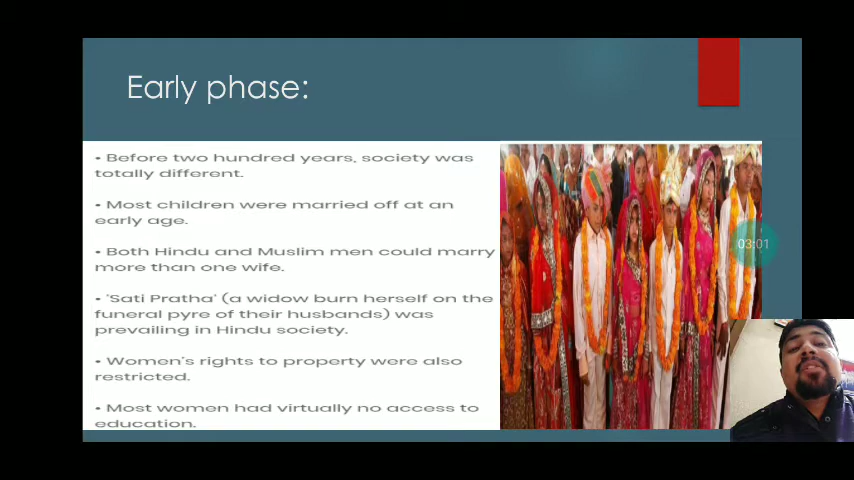 Early phase:
• Before two hundred years, society was
totally different.
• Most children were married off at an
early age.
• Both Hindu and Muslim men could marry
more than one wife.
• 'Sati Pratha' (a widow burn herself on the
funeral pyre of their husbands) was
prevailing in Hindu society.
• Women's rights to property were also
restricted.
• Most women had virtually no access to
education.
03:01